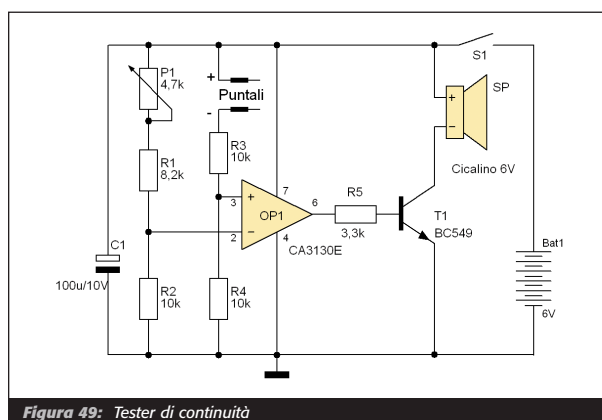 P1
4,7k
+
Puntali
-
R3
10k
R1
8,2k
C1
100u/10V
R2
10k
R4
10k
3
+
2
-
OP1
7
6
4
CA3130E
R5
3,3k
T1
BC549
S1
SP
+
-
Cicalino 6V
Bat1
6V
Figura 49: Tester di continuità